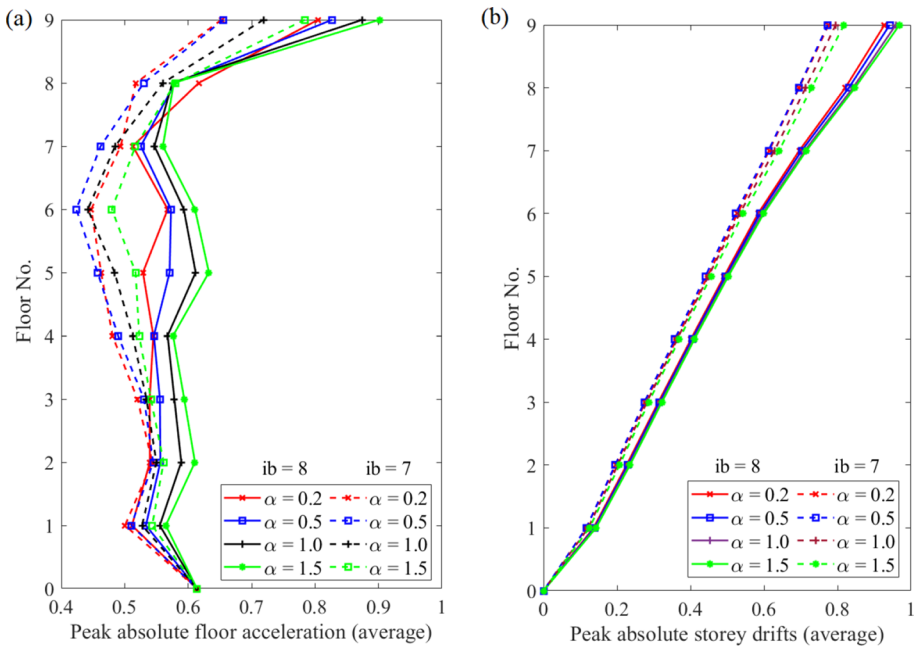 (a)
9
8
7
6
5
4
3
2
1
0
Floor No.
0.4 0.5 0.6 0.7 0.8 0.9 1
Peak absolute floor acceleration (average)
ib = 8 ib = 7
α = 0.2 α = 0.2
α = 0.5 α = 0.5
α = 1.0 α = 1.0
α = 1.5 α = 1.5
(b)
9
8
7
6
5
4
3
2
1
0
Floor No.
0 0.2 0.4 0.6 0.8 1
Peak absolute storey drifts (average)
ib = 8 ib = 7
α = 0.2 α = 0.2
α = 0.5 α = 0.5
α = 1.0 α = 1.0
α = 1.5 α = 1.5